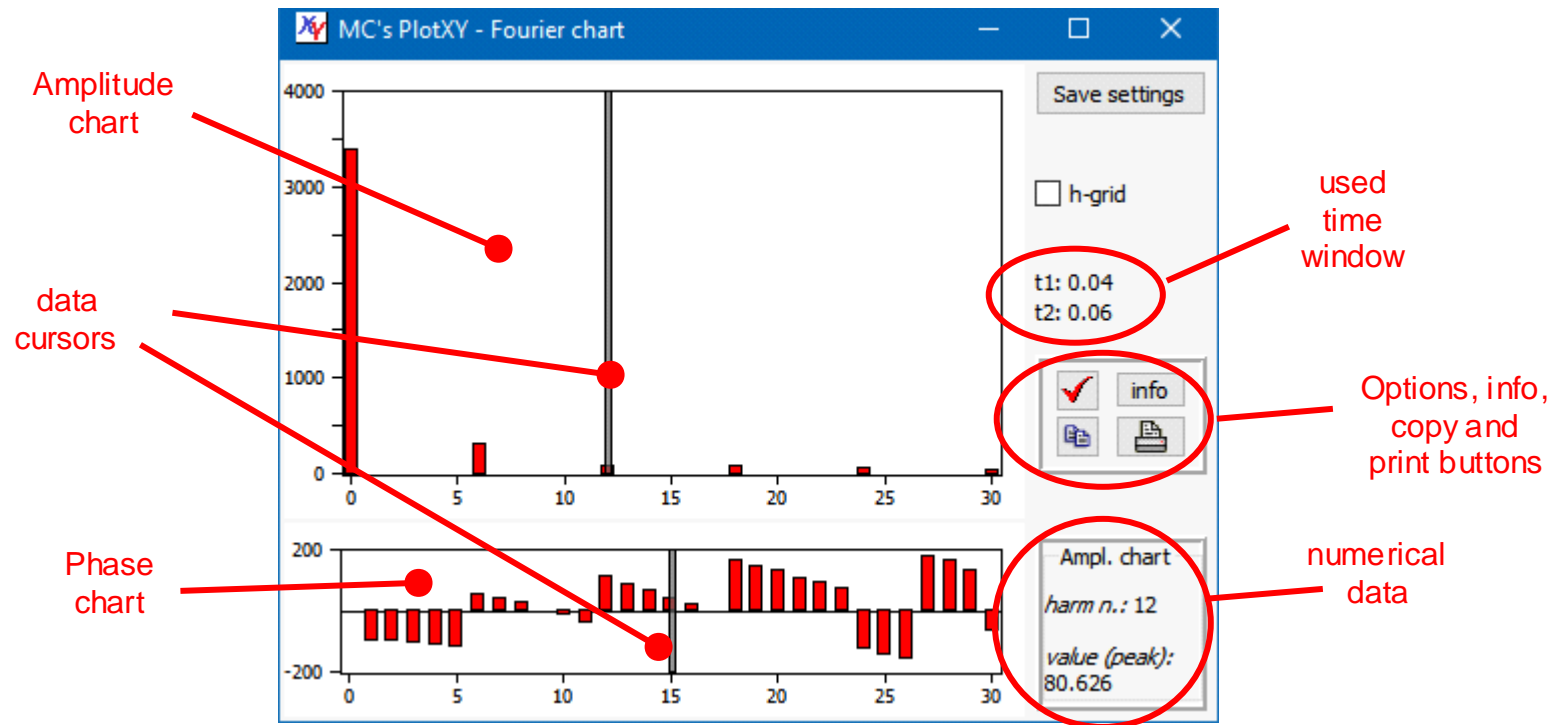 MC's PlotXY - Fourier chart
Amplitude
chart
4000
3000
2000
1000
0
0 5 10 15 20 25 30
data
cursors
Save settings
h-grid
t1: 0.04
t2: 0.06
used
time
window
info
Options, info,
copy and
print buttons
Phase
chart
200
-200
0 5 10 15 20 25 30
Ampl. chart
harm n.: 12
value (peak):
80.626
numerical
data